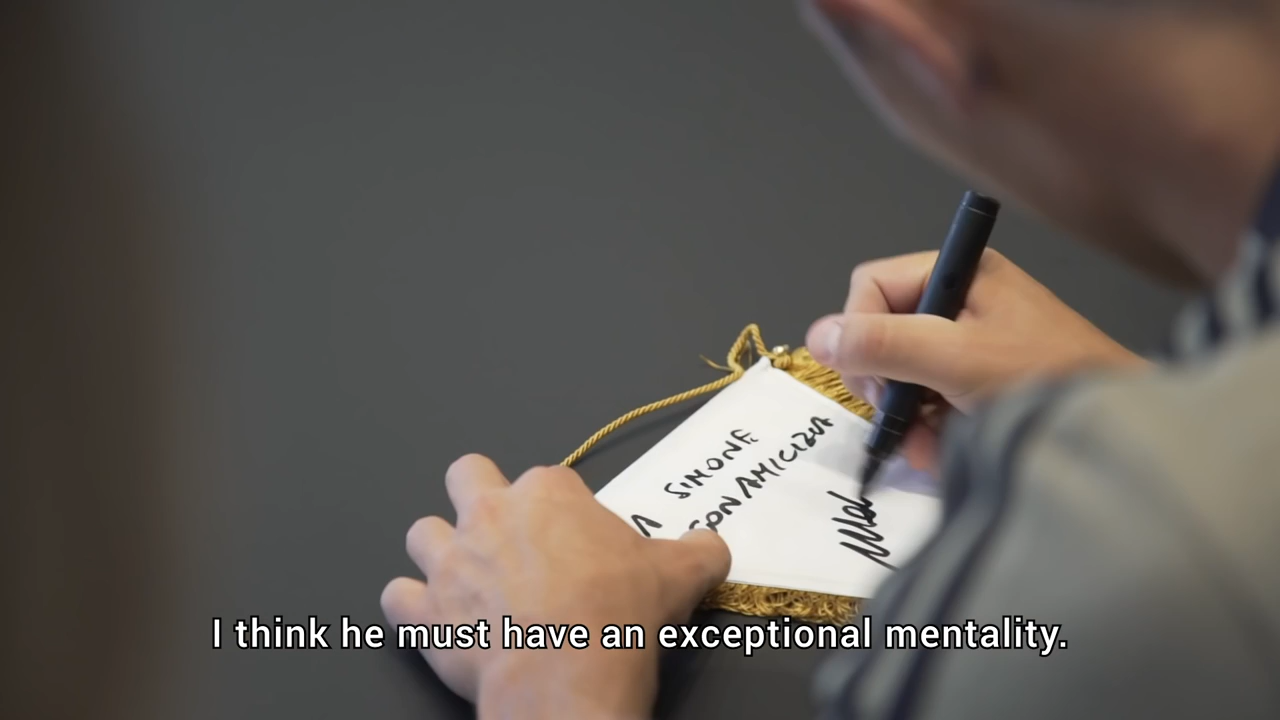 A SIMONE
CON AMICIZIA
I think he must have an exceptional mentality.